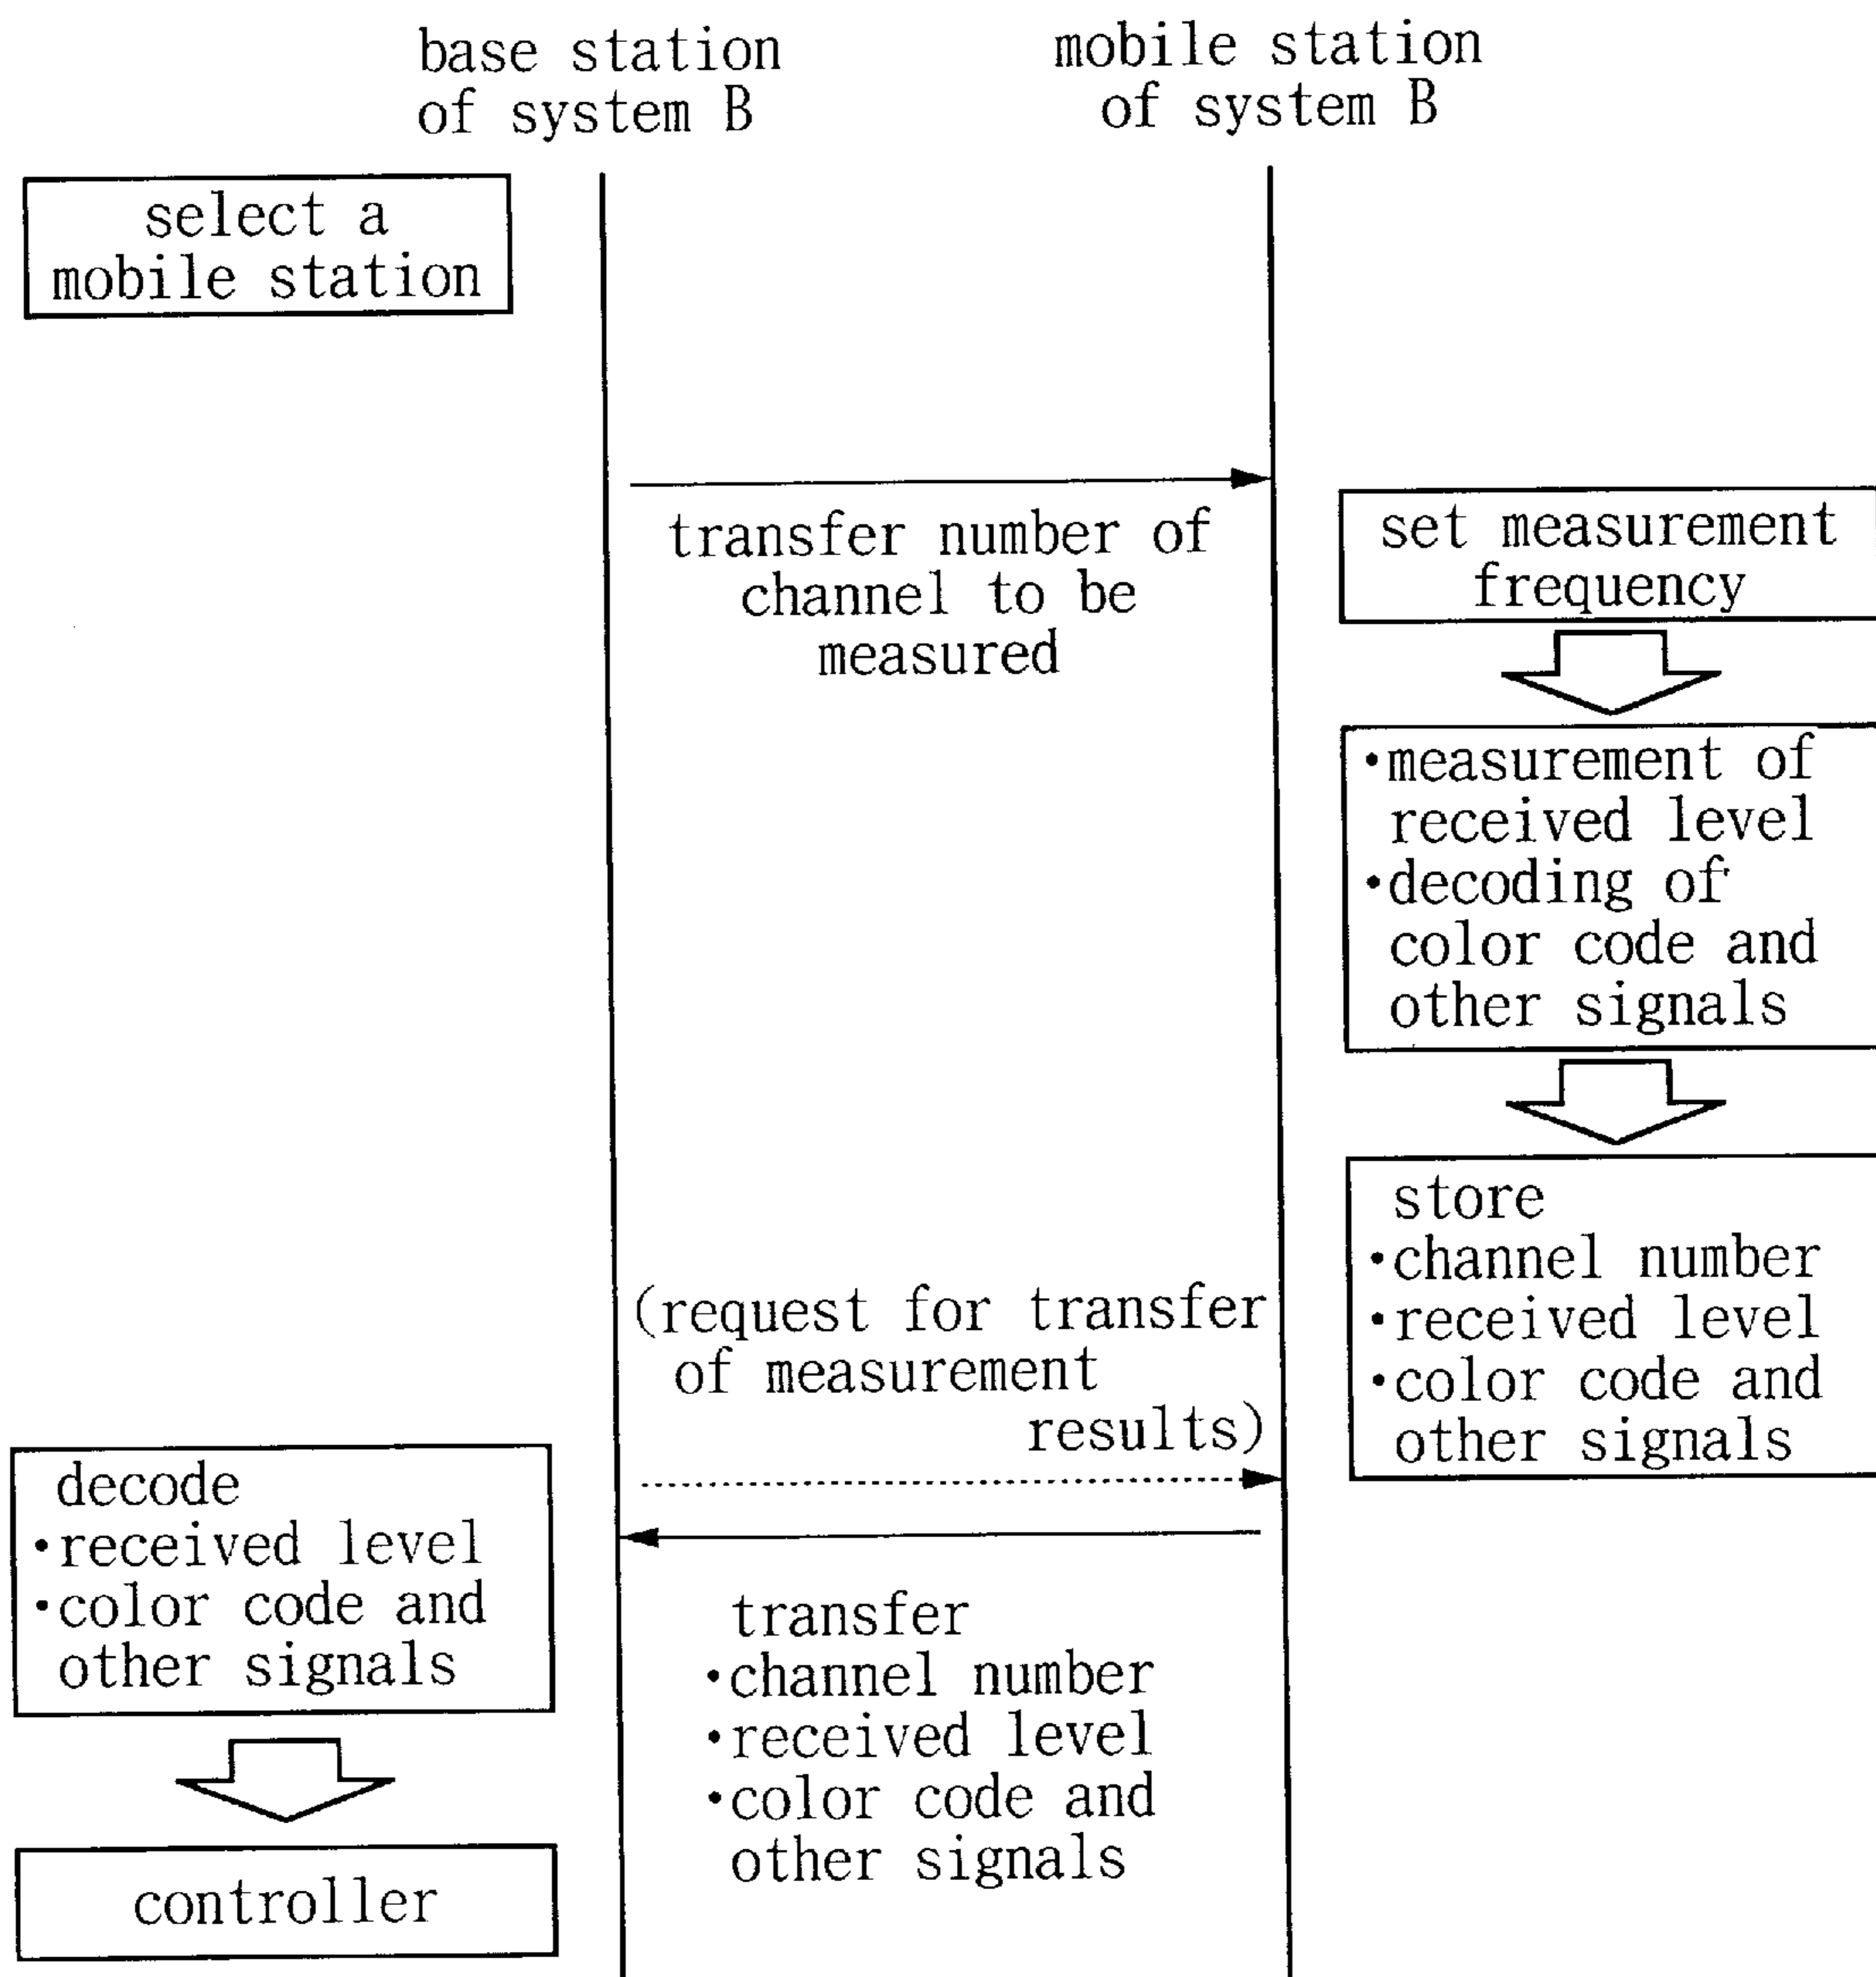 base station
of system B
mobile station
of system B
select a
mobile station
transfer number of
channel to be
measured
set measurement
frequency
・measurement of
received level
・decoding of
color code and
other signals
store
・channel number
・received level
・color code and
other signals
(request for transfer
of measurement
results)
decode
・received level
・color code and
other signals
transfer
・channel number
・received level
・color code and
other signals
controller